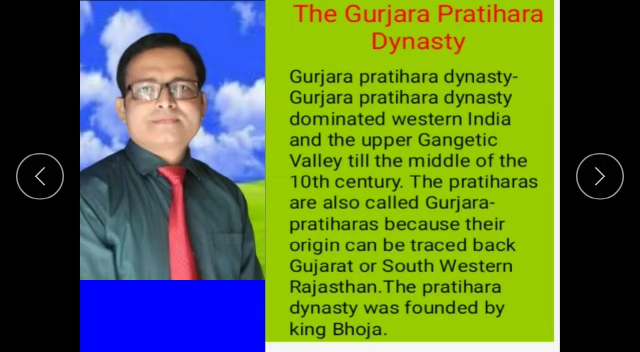 The Gurjara Pratihara
Dynasty
Gurjara pratihara dynasty-
Gurjara pratihara dynasty
dominated western India
and the upper Gangetic
Valley till the middle of the
10th century. The pratiharas
are also called Gurjara-
pratiharas because their
origin can be traced back
Gujarat or South Western
Rajasthan.The pratihara
dynasty was founded by
king Bhoja.